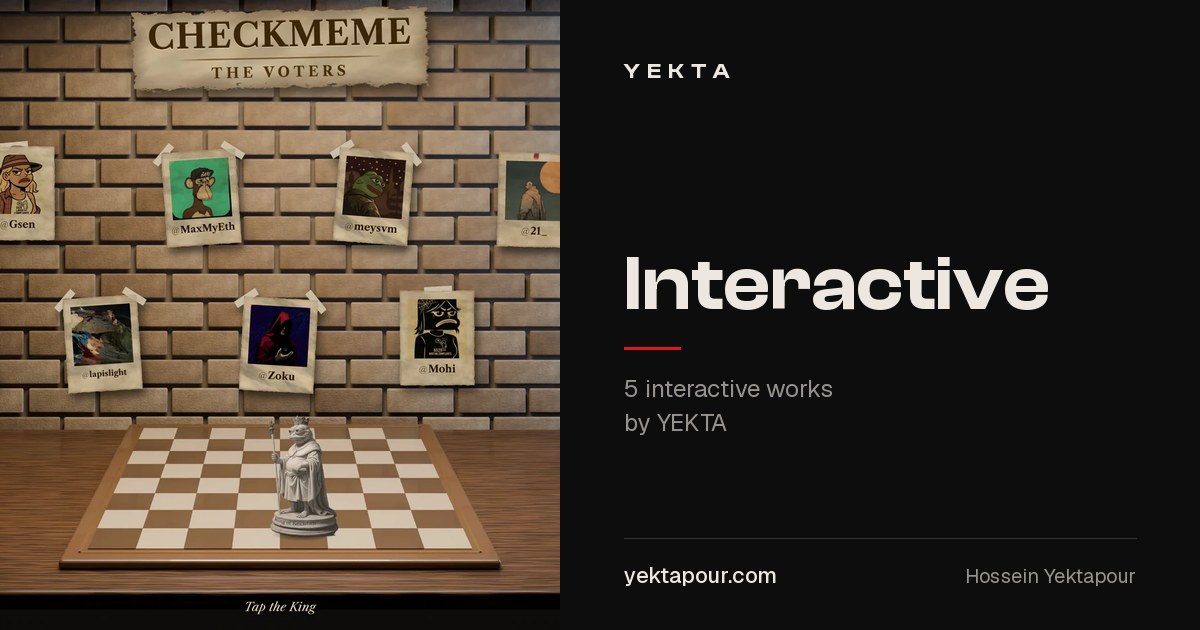 CHECKMEME
THE VOTERS
@Gsen
@MaxMyEth
@meysvm
@21_
@lapislight
@Zoku
@Mohi
Tap the King
YEKTA
Interactive
5 interactive works
by YEKTA
yektapour.com
Hossein Yektapour